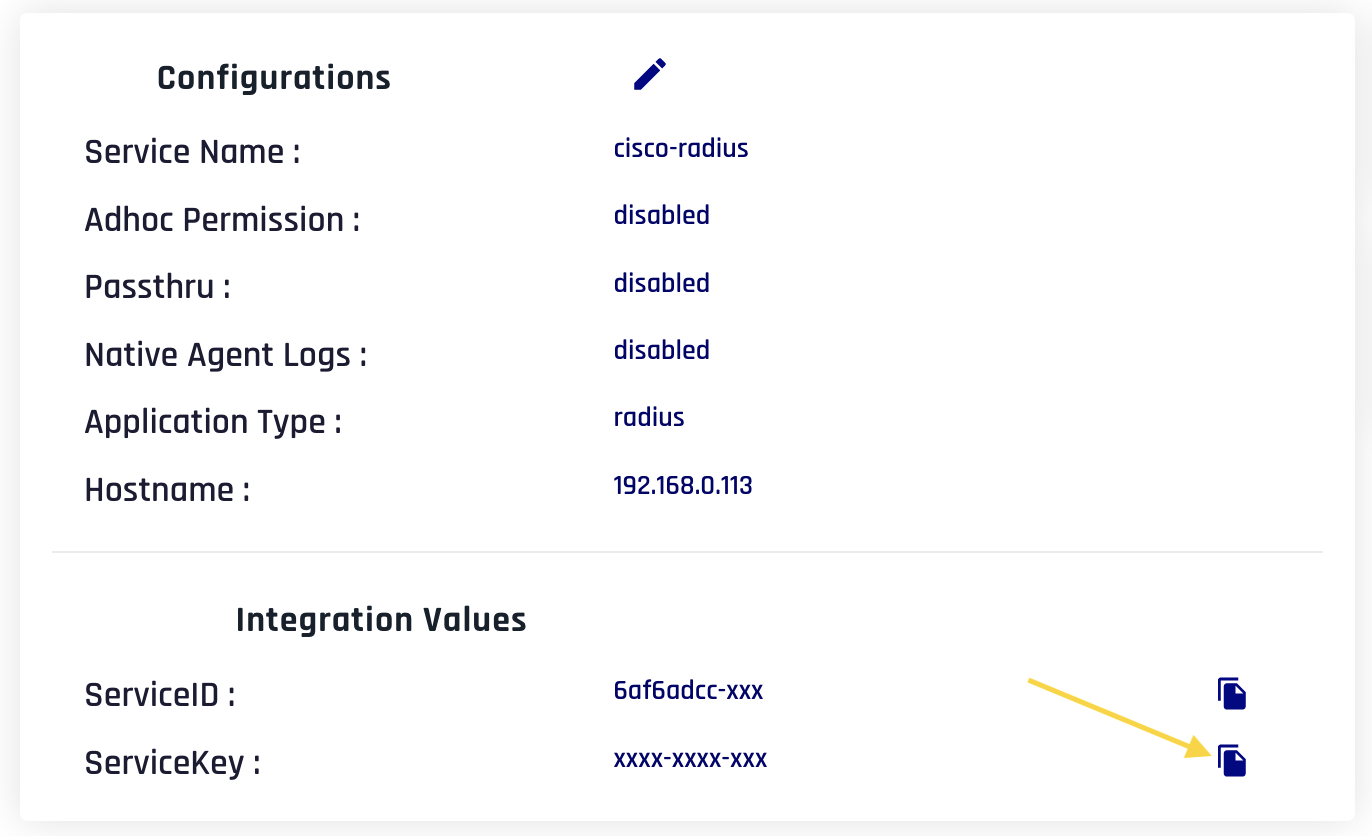 Configurations
Service Name : cisco-radius
Adhoc Permission : disabled
Passthru : disabled
Native Agent Logs : disabled
Application Type : radius
Hostname : 192.168.0.113
Integration Values
ServiceID : 6af6adcc-xxx
ServiceKey : xxxx-xxxx-xxx